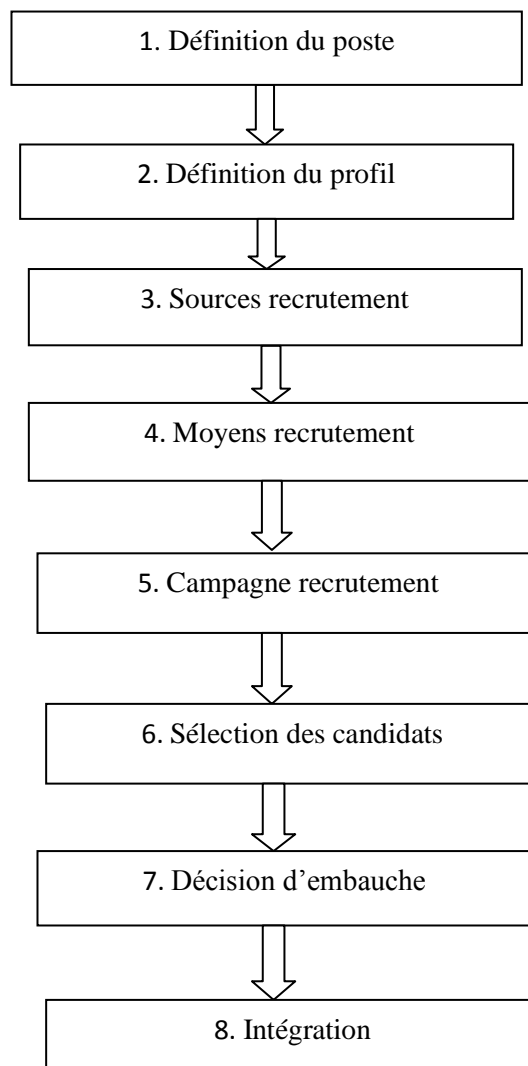 1. Définition du poste
2. Définition du profil
3. Sources recrutement
4. Moyens recrutement
5. Campagne recrutement
6. Sélection des candidats
7. Décision d’embauche
8. Intégration